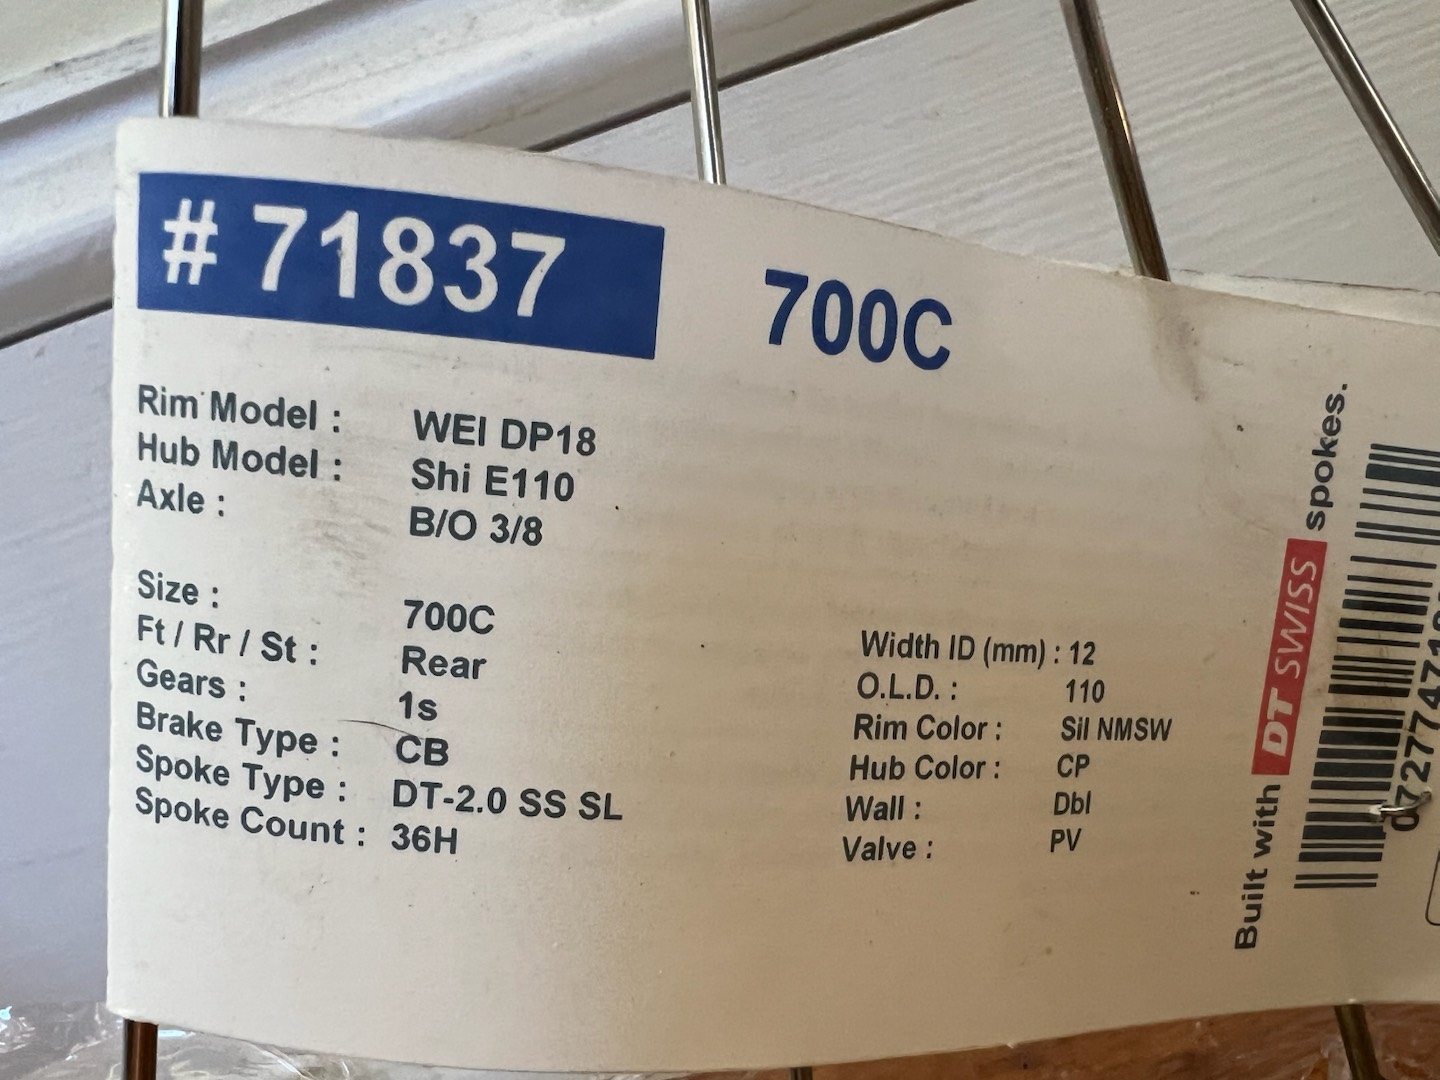 # 71837
700C
Rim Model : WEI DP18
Hub Model : Shi E110
Axle : B/O 3/8
Size : 700C
Ft / Rr / St : Rear
Gears : 1s
Brake Type : CB
Spoke Type : DT-2.0 SS SL
Spoke Count : 36H
Width ID (mm) : 12
O.L.D. : 110
Rim Color : Sil NMSW
Hub Color : CP
Wall : Dbl
Valve : PV
Built with DT SWISS spokes.